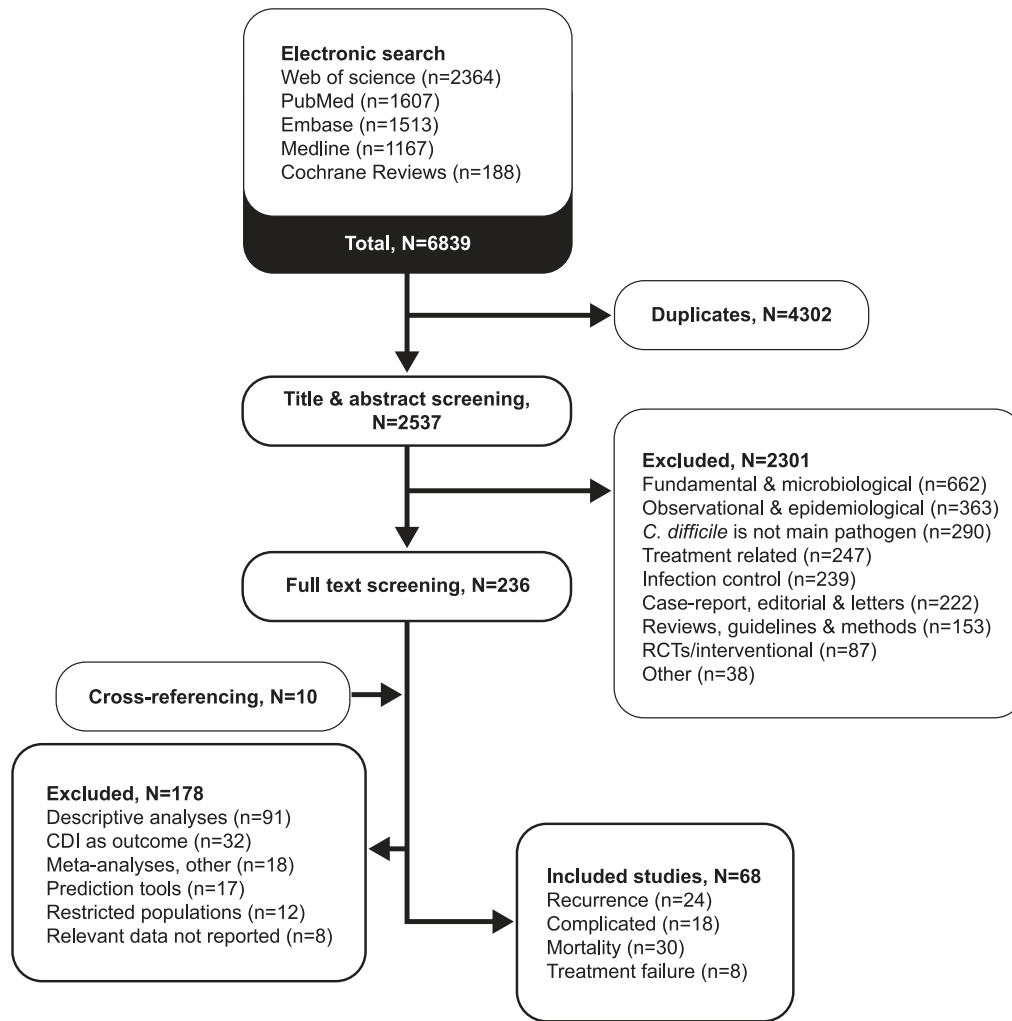 Electronic search
Web of science (n=2364)
PubMed (n=1607)
Embase (n=1513)
Medline (n=1167)
Cochrane Reviews (n=188)
Total, N=6839
Duplicates, N=4302
Title & abstract screening,
N=2537
Excluded, N=2301
Fundamental & microbiological (n=662)
Observational & epidemiological (n=363)
C. difficile is not main pathogen (n=290)
Treatment related (n=247)
Infection control (n=239)
Case-report, editorial & letters (n=222)
Reviews, guidelines & methods (n=153)
RCTs/interventional (n=87)
Other (n=38)
Full text screening, N=236
Cross-referencing, N=10
Excluded, N=178
Descriptive analyses (n=91)
CDI as outcome (n=32)
Meta-analyses, other (n=18)
Prediction tools (n=17)
Restricted populations (n=12)
Relevant data not reported (n=8)
Included studies, N=68
Recurrence (n=24)
Complicated (n=18)
Mortality (n=30)
Treatment failure (n=8)